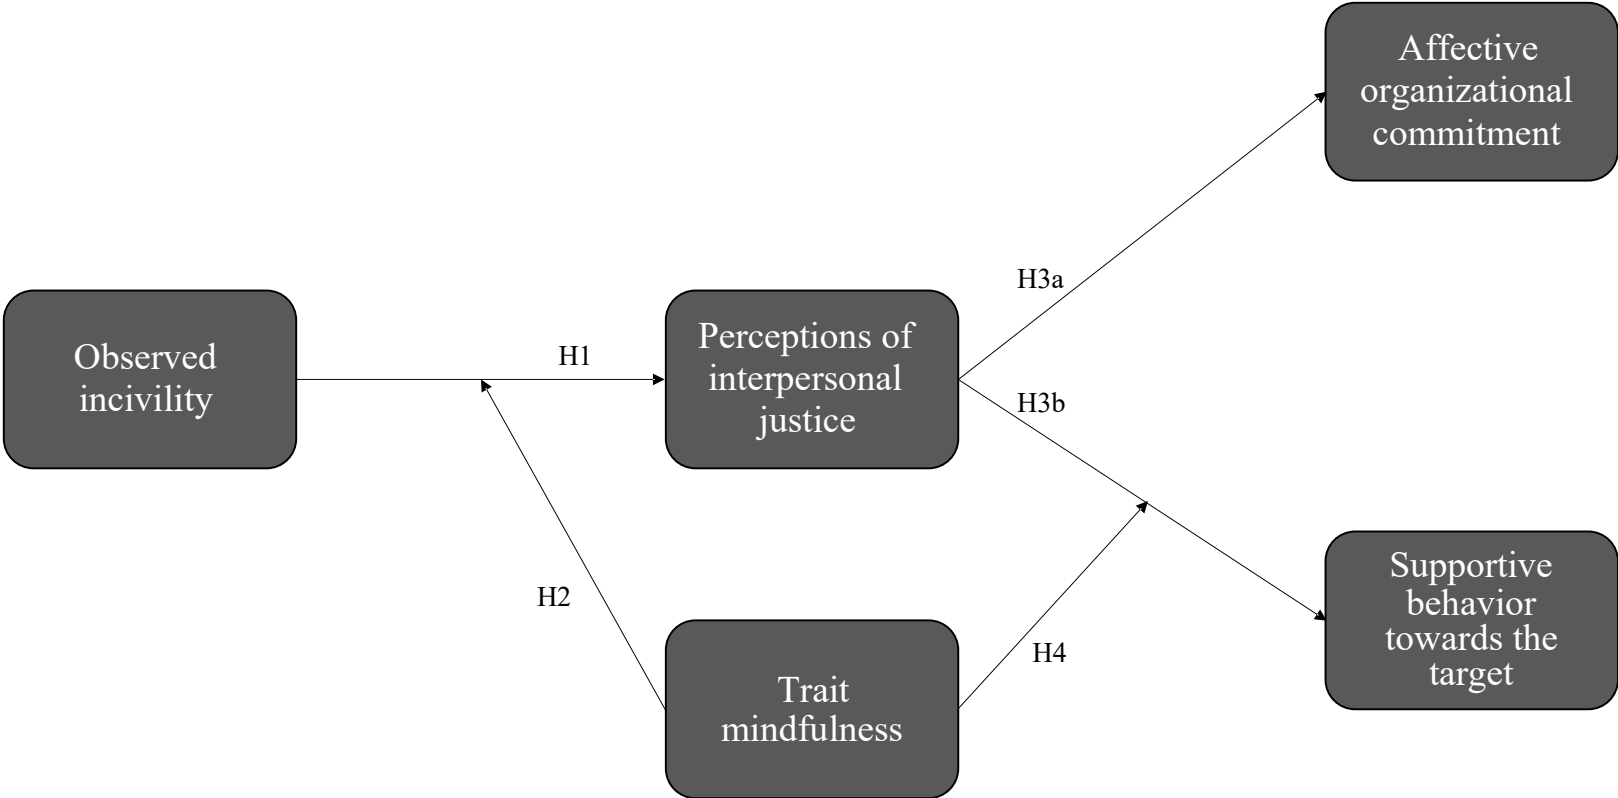 Affective
organizational
commitment
H3a
Observed
incivility
H1
Perceptions of
interpersonal
justice
H3b
H2
Trait
mindfulness
H4
Supportive
behavior
towards the
target